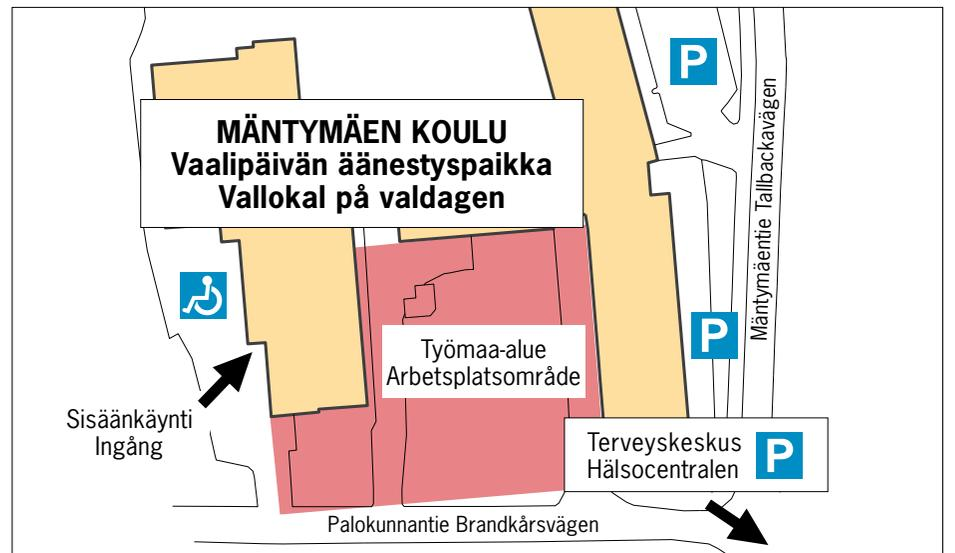 P
MÄNTYMÄEN KOULU
Vaalipäivän äänestyspaikka
Vallokal på valdagen
Mäntymäentie Tallbackavägen
P
Työmaa-alue
Arbetsplatsområde
Sisäänkäynti
Ingång
Terveyskeskus
Hälsocentralen
P
Palokunnantie Brandkårsvägen